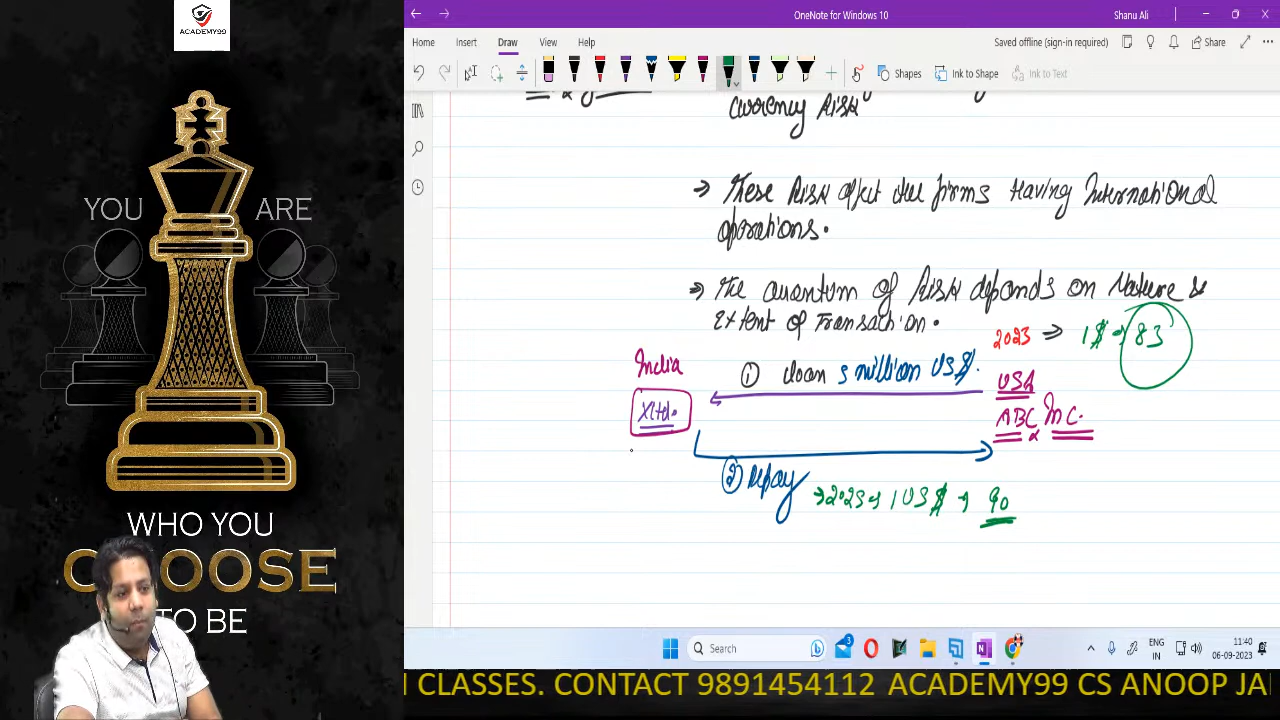 ACADEMY99
YOU ARE
WHO YOU
CHOOSE
TO BE
OneNote for Windows 10
Shanu Ali
Home Insert Draw View Help
Saved offline (sign-in required)
Share
Shapes
Ink to Shape
Ink to Text
currency Risk
⇒ These Risk afect the firms Having International
operations.
⇒ The quantum of Risk depends on Nature &
Extent of Transaction.
2023 ⇒ 1$ → 83
India
① Loan 5 million US$.
USA
X Ltd.
ABC INC.
② Repay
→ 2025 → 1 US$ → 90
Search
3
ENG
IN
11:40
06-09-2023
CLASSES. CONTACT 9891454112 ACADEMY99 CS ANOOP JA